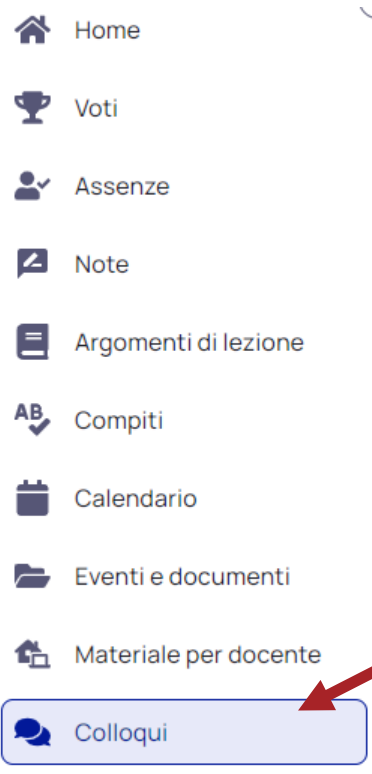 Home
Voti
Assenze
Note
Argomenti di lezione
AB
Compiti
Calendario
Eventi e documenti
Materiale per docente
Colloqui